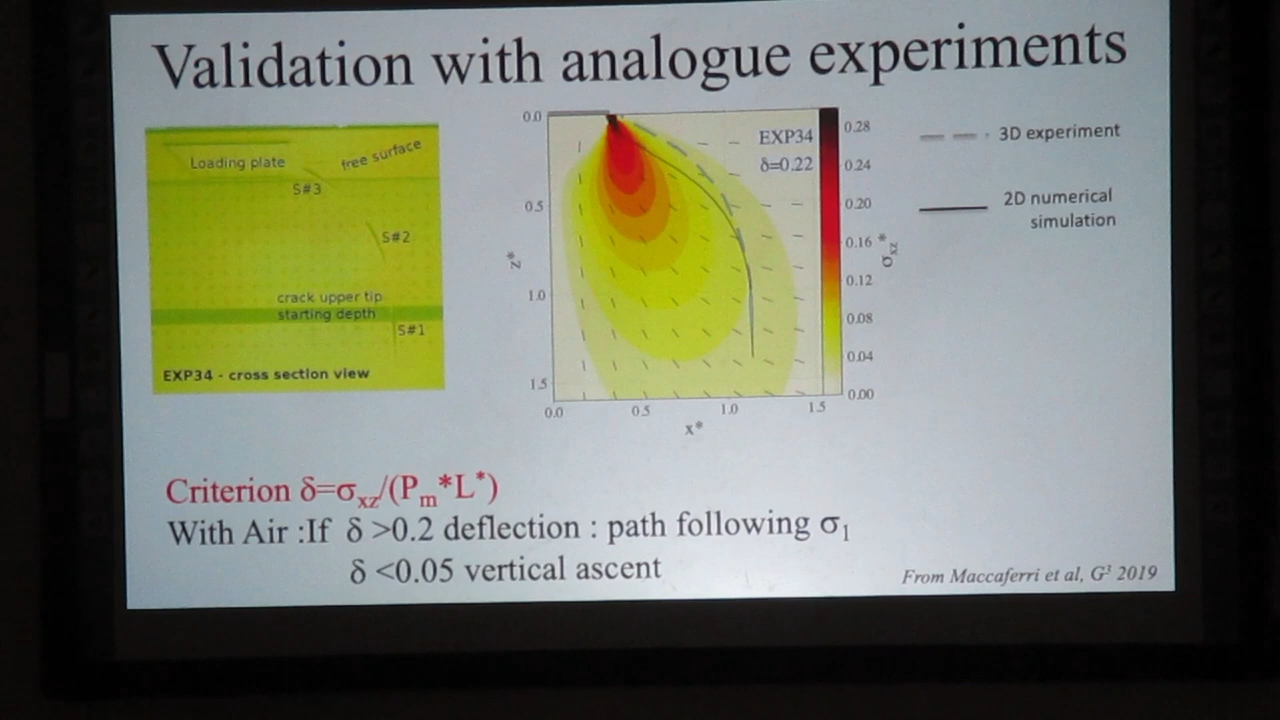 Validation with analogue experiments
Loading plate
free surface
S#3
S#2
crack upper tip
starting depth
S#1
EXP34 - cross section view
0.0
0.5
1.0
1.5
z*
EXP34
δ=0.22
0.0
0.5
1.0
1.5
x*
0.28
0.24
0.20
0.16
0.12
0.08
0.04
0.00
σxz*
3D experiment
2D numerical
simulation
Criterion δ=σxz/(Pm*L*)
With Air :If δ >0.2 deflection : path following σ1
δ <0.05 vertical ascent
From Maccaferri et al, G³ 2019